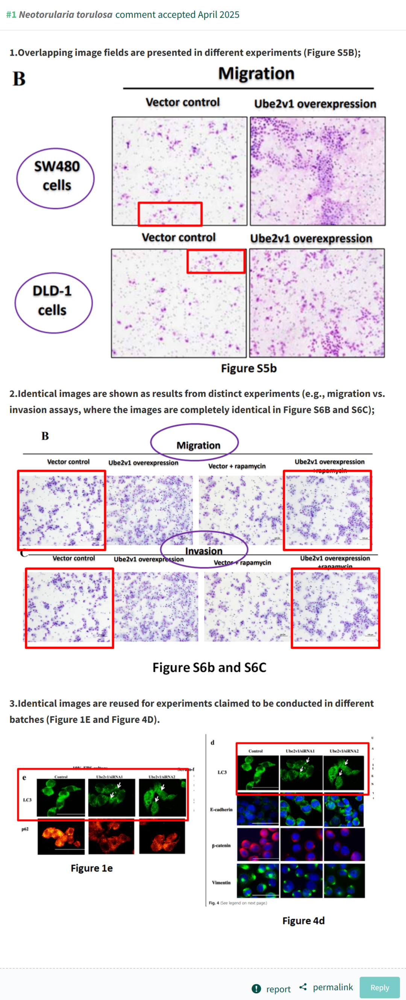 #1 Neotorularia torulosa comment accepted April 2025
1.Overlapping image fields are presented in different experiments (Figure S5B);
B
Migration
Vector control
Ube2v1 overexpression
SW480
cells
Vector control
Ube2v1 overexpression
DLD-1
cells
Figure S5b
2.Identical images are shown as results from distinct experiments (e.g., migration vs.
invasion assays, where the images are completely identical in Figure S6B and S6C);
B
Migration
Vector control
Ube2v1 overexpression
Vector + rapamycin
Ube2v1 overexpression
+rapamycin
C
Invasion
Vector control
Ube2v1 overexpression
Vector + rapamycin
Ube2v1 overexpression
+rapamycin
Figure S6b and S6C
3.Identical images are reused for experiments claimed to be conducted in different
batches (Figure 1E and Figure 4D).
10% FBS culture
Serum-f
e
Control
Ube2v1/siRNA1
Ube2v1/siRNA2
LC3
p62
Figure 1e
d
Control
Ube2v1/siRNA1
Ube2v1/siRNA2
LC3
E-cadherin
β-catenin
Vimentin
Fig. 4 (See legend on next page.)
Figure 4d
report
permalink
Reply